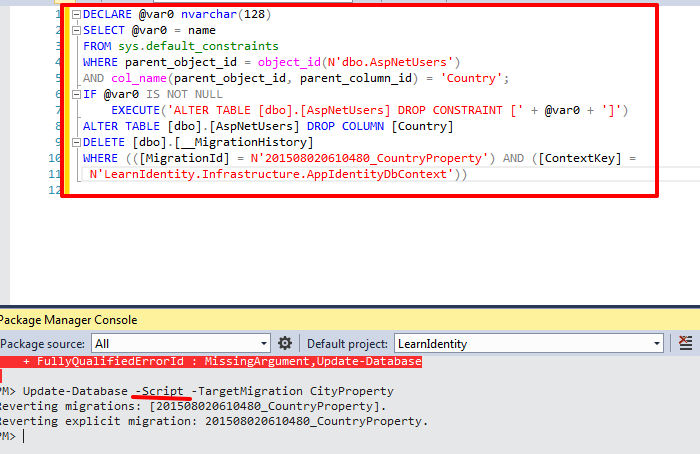 1 DECLARE @var0 nvarchar(128)
2 SELECT @var0 = name
3 FROM sys.default_constraints
4 WHERE parent_object_id = object_id(N'dbo.AspNetUsers')
5 AND col_name(parent_object_id, parent_column_id) = 'Country';
6 IF @var0 IS NOT NULL
7 EXECUTE('ALTER TABLE [dbo].[AspNetUsers] DROP CONSTRAINT [' + @var0 + ']')
8 ALTER TABLE [dbo].[AspNetUsers] DROP COLUMN [Country]
9 DELETE [dbo].[__MigrationHistory]
10 WHERE (([MigrationId] = N'201508020610480_CountryProperty') AND ([ContextKey] =
11 N'LearnIdentity.Infrastructure.AppIdentityDbContext'))
12
Package Manager Console
Package source: All Default project: LearnIdentity
+ FullyQualifiedErrorId : MissingArgument,Update-Database
PM> Update-Database -Script -TargetMigration CityProperty
Reverting migrations: [201508020610480_CountryProperty].
Reverting explicit migration: 201508020610480_CountryProperty.
PM>